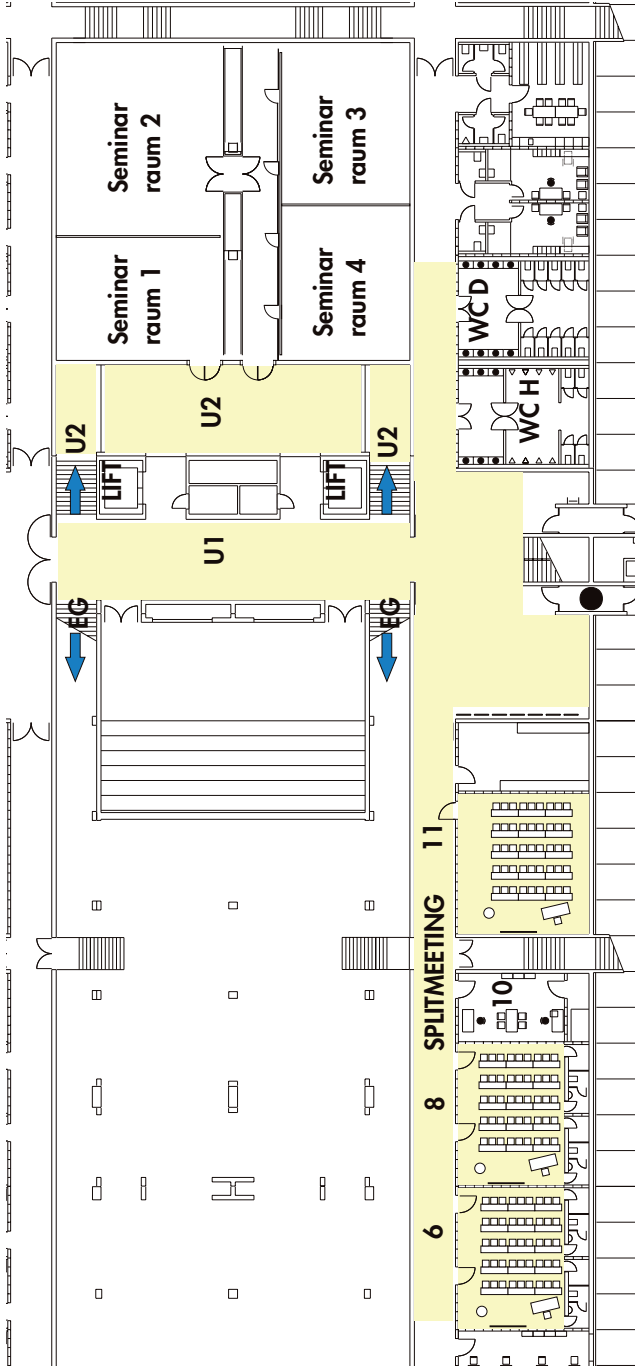 Seminar
raum 2
Seminar
raum 3
Seminar
raum 1
Seminar
raum 4
WC D
WC H
U2
U2
U2
LIFT
LIFT
U1
EG
EG
11
SPLITMEETING
10
8
6